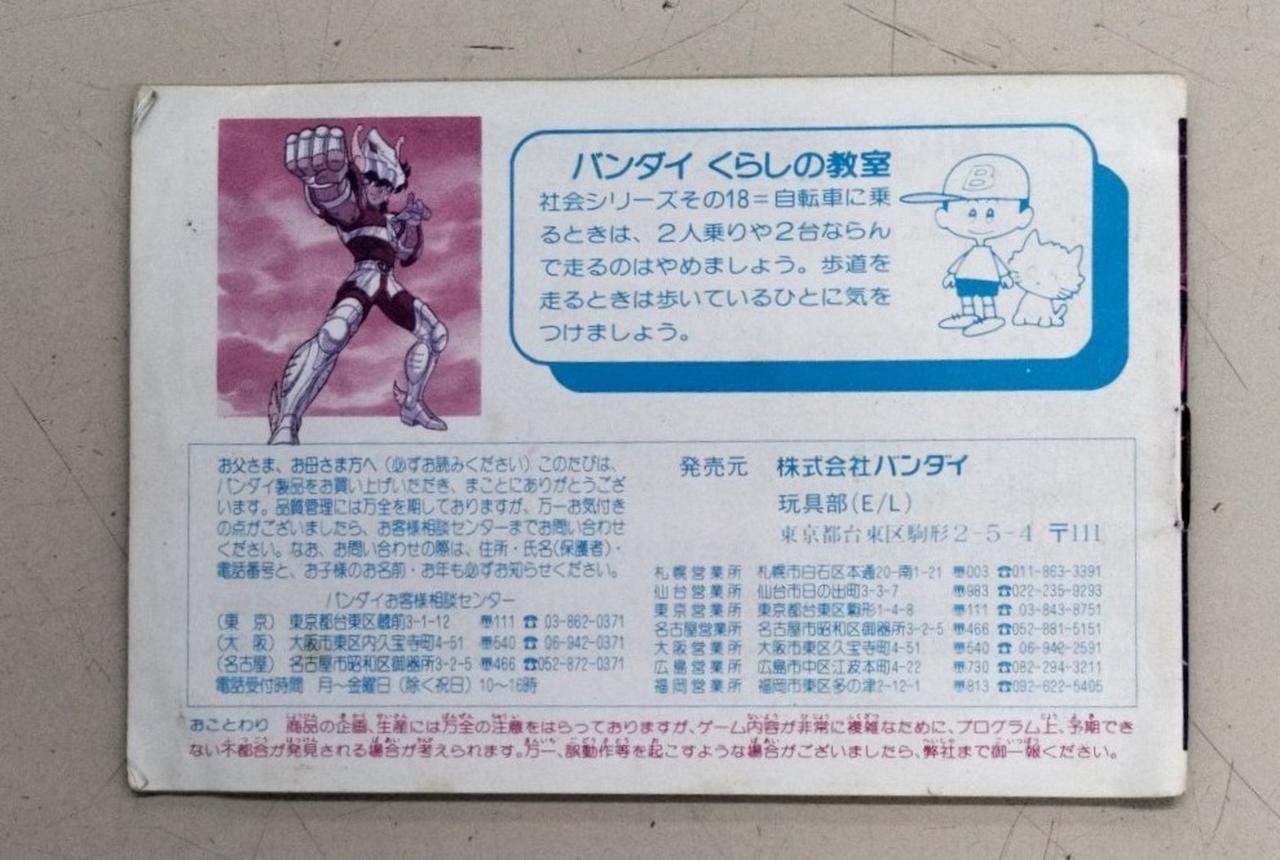 バンダイ くらしの教室
社会シリーズその18＝自転車に乗
るときは、2人乗りや2台ならん
で走るのはやめましょう。歩道を
走るときは歩いているひとに気を
つけましょう。
B
お父さま、お母さま方へ（必ずお読みください）このたびは、
バンダイ製品をお買い上げいただき、まことにありがとうござ
います。品質管理には万全を期しておりますが、万一お気付き
の点がございましたら、お客様相談センターまでお問い合わせ
ください。なお、お問い合わせの際は、住所・氏名(保護者)・
電話番号と、お子様のお名前・お年も必ずお知らせください。
バンダイお客様相談センター
(東 京) 東京都台東区蔵前3-1-12 〒111 ☎ 03-862-0371
(大 阪) 大阪市東区内久宝寺町4-51 〒540 ☎ 06-942-0371
(名古屋) 名古屋市昭和区御器所3-2-5 〒466 ☎052-872-0371
電話受付時間 月～金曜日（除く祝日）10～16時
発売元 株式会社バンダイ
玩具部(E/L)
東京都台東区駒形2-5-4 〒111
札幌営業所 札幌市白石区本通20-南1-21 〒003 ☎011-863-3391
仙台営業所 仙台市日の出町3-3-7 〒983 ☎022-235-9293
東京営業所 東京都台東区駒形1-4-8 〒111 ☎ 03-843-8751
名古屋営業所 名古屋市昭和区御器所3-2-5 〒466 ☎052-881-5151
大阪営業所 大阪市東区久宝寺町4-51 〒540 ☎ 06-942-2591
広島営業所 広島市中区江波本町4-22 〒730 ☎082-294-3211
福岡営業所 福岡市東区多の津2-12-1 〒813 ☎092-622-5405
おことわり 商品の企画、生産には万全の注意をはらっておりますが、ゲーム内容が非常に複雑なために、プログラム上、予期でき
ない不都合が発見される場合が考えられます。万一、誤動作等を起こすような場合がございましたら、弊社まで御一報ください。